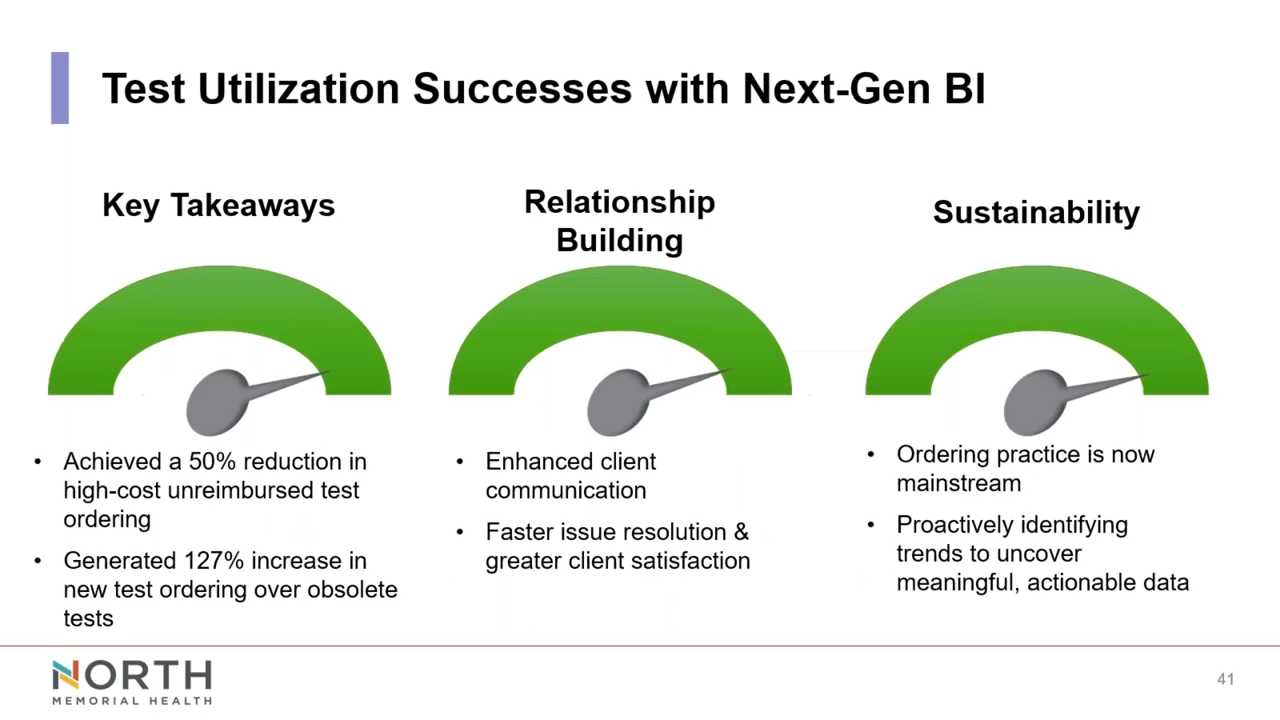 Test Utilization Successes with Next-Gen BI
Key Takeaways
• Achieved a 50% reduction in
high-cost unreimbursed test
ordering
• Generated 127% increase in
new test ordering over obsolete
tests
Relationship
Building
• Enhanced client
communication
• Faster issue resolution &
greater client satisfaction
Sustainability
• Ordering practice is now
mainstream
• Proactively identifying
trends to uncover
meaningful, actionable data
NORTH
MEMORIAL HEALTH
41